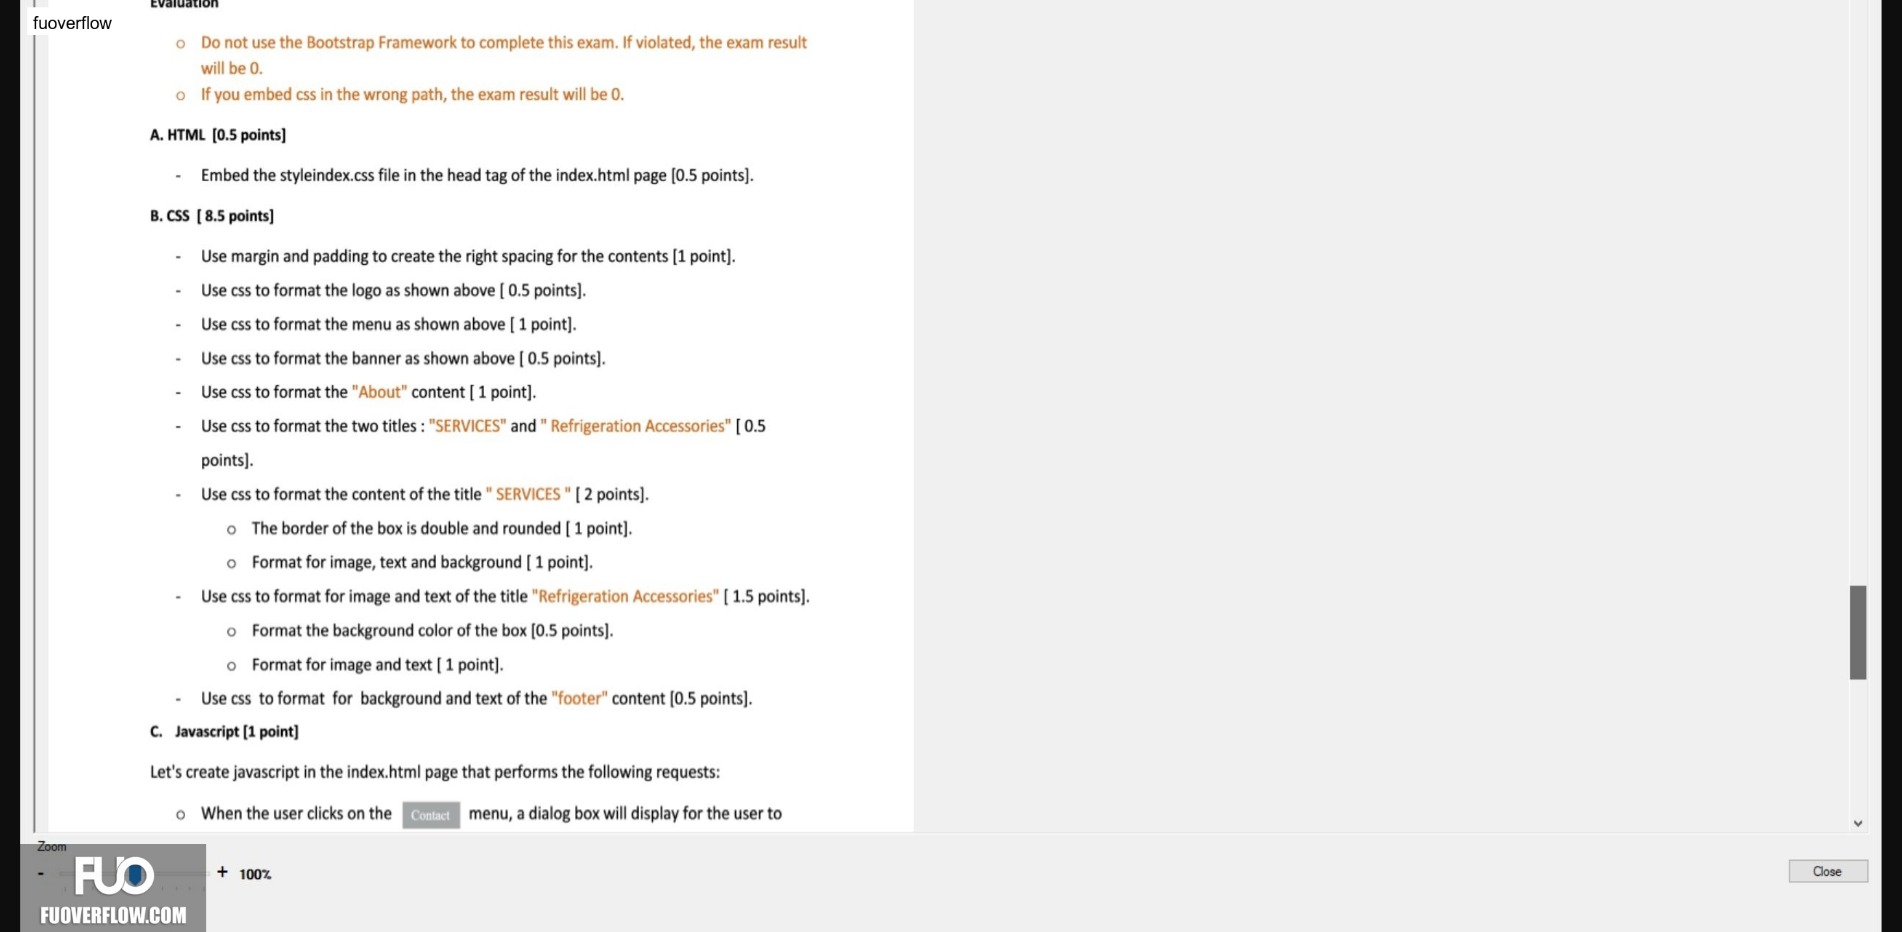 Evaluation
fuoverflow
o Do not use the Bootstrap Framework to complete this exam. If violated, the exam result
will be 0.
o If you embed css in the wrong path, the exam result will be 0.
A. HTML [0.5 points]
- Embed the styleindex.css file in the head tag of the index.html page [0.5 points].
B. CSS [ 8.5 points]
- Use margin and padding to create the right spacing for the contents [1 point].
- Use css to format the logo as shown above [ 0.5 points].
- Use css to format the menu as shown above [ 1 point].
- Use css to format the banner as shown above [ 0.5 points].
- Use css to format the "About" content [ 1 point].
- Use css to format the two titles : "SERVICES" and " Refrigeration Accessories" [ 0.5
points].
- Use css to format the content of the title " SERVICES " [ 2 points].
o The border of the box is double and rounded [ 1 point].
o Format for image, text and background [ 1 point].
- Use css to format for image and text of the title "Refrigeration Accessories" [ 1.5 points].
o Format the background color of the box [0.5 points].
o Format for image and text [ 1 point].
- Use css to format for background and text of the "footer" content [0.5 points].
C. Javascript [1 point]
Let's create javascript in the index.html page that performs the following requests:
o When the user clicks on the Contact menu, a dialog box will display for the user to
Zoom
- + 100%
Close
FUO
FUOVERFLOW.COM